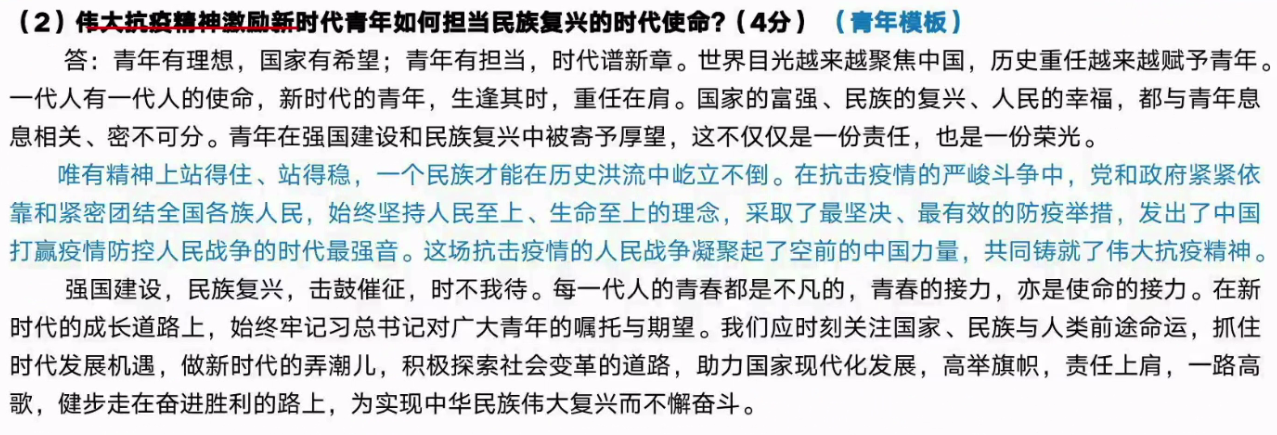 （2）伟大抗疫精神激励新时代青年如何担当民族复兴的时代使命？（4分）（青年模板）
答：青年有理想，国家有希望；青年有担当，时代谱新章。世界目光越来越聚焦中国，历史重任越来越赋予青年。
一代人有一代人的使命，新时代的青年，生逢其时，重任在肩。国家的富强、民族的复兴、人民的幸福，都与青年息
息相关、密不可分。青年在强国建设和民族复兴中被寄予厚望，这不仅仅是一份责任，也是一份荣光。
唯有精神上站得住、站得稳，一个民族才能在历史洪流中屹立不倒。在抗击疫情的严峻斗争中，党和政府紧紧依
靠和紧密团结全国各族人民，始终坚持人民至上、生命至上的理念，采取了最坚决、最有效的防疫举措，发出了中国
打赢疫情防控人民战争的时代最强音。这场抗击疫情的人民战争凝聚起了空前的中国力量，共同铸就了伟大抗疫精神。
强国建设，民族复兴，击鼓催征，时不我待。每一代人的青春都是不凡的，青春的接力，亦是使命的接力。在新
时代的成长道路上，始终牢记习总书记对广大青年的嘱托与期望。我们应时刻关注国家、民族与人类前途命运，抓住
时代发展机遇，做新时代的弄潮儿，积极探索社会变革的道路，助力国家现代化发展，高举旗帜，责任上肩，一路高
歌，健步走在奋进胜利的路上，为实现中华民族伟大复兴而不懈奋斗。